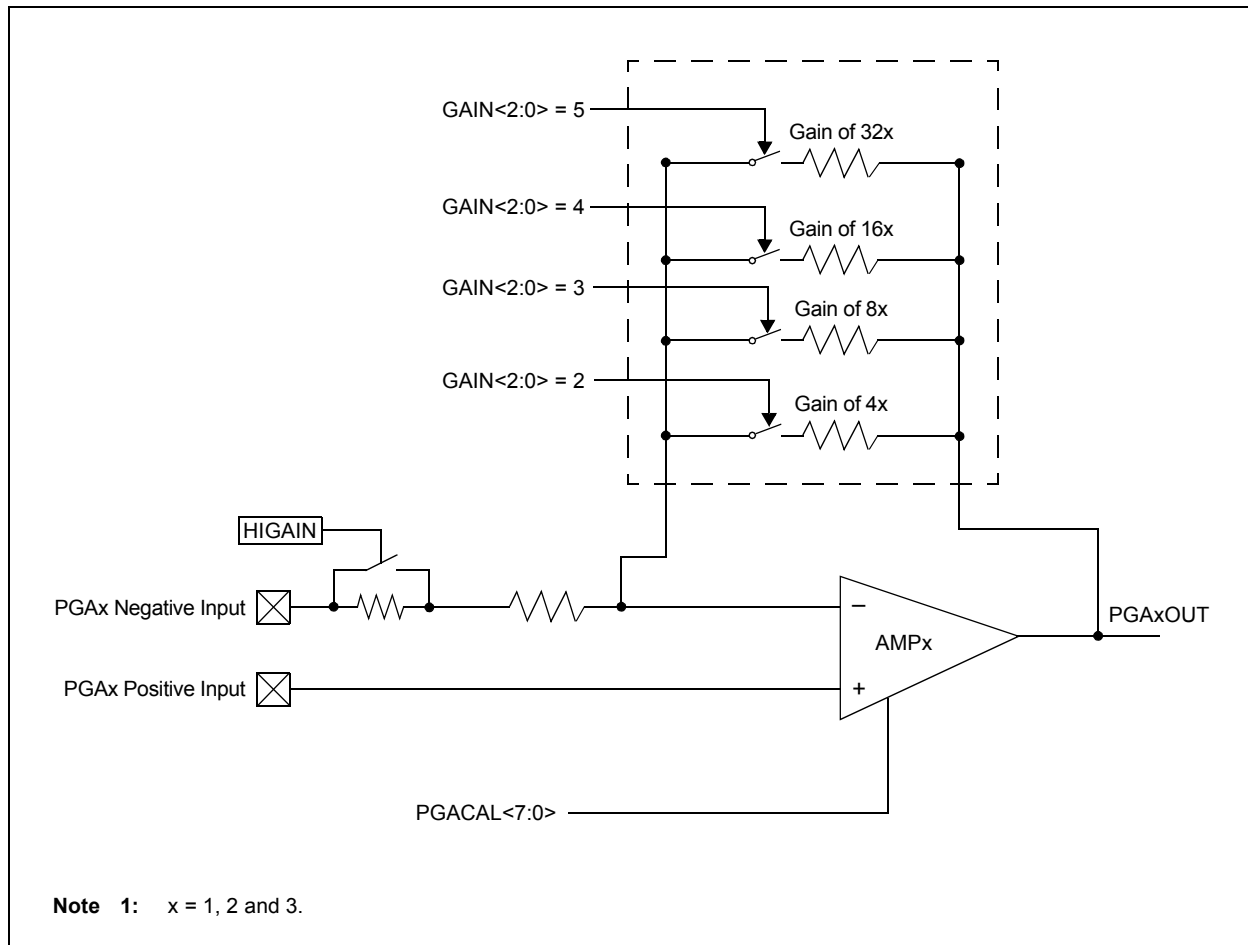 GAIN<2:0> = 5
Gain of 32x
GAIN<2:0> = 4
Gain of 16x
GAIN<2:0> = 3
Gain of 8x
GAIN<2:0> = 2
Gain of 4x
HIGAIN
PGAx Negative Input
–
PGAxOUT
AMPx
PGAx Positive Input
+
PGACAL<7:0>
Note 1: x = 1, 2 and 3.